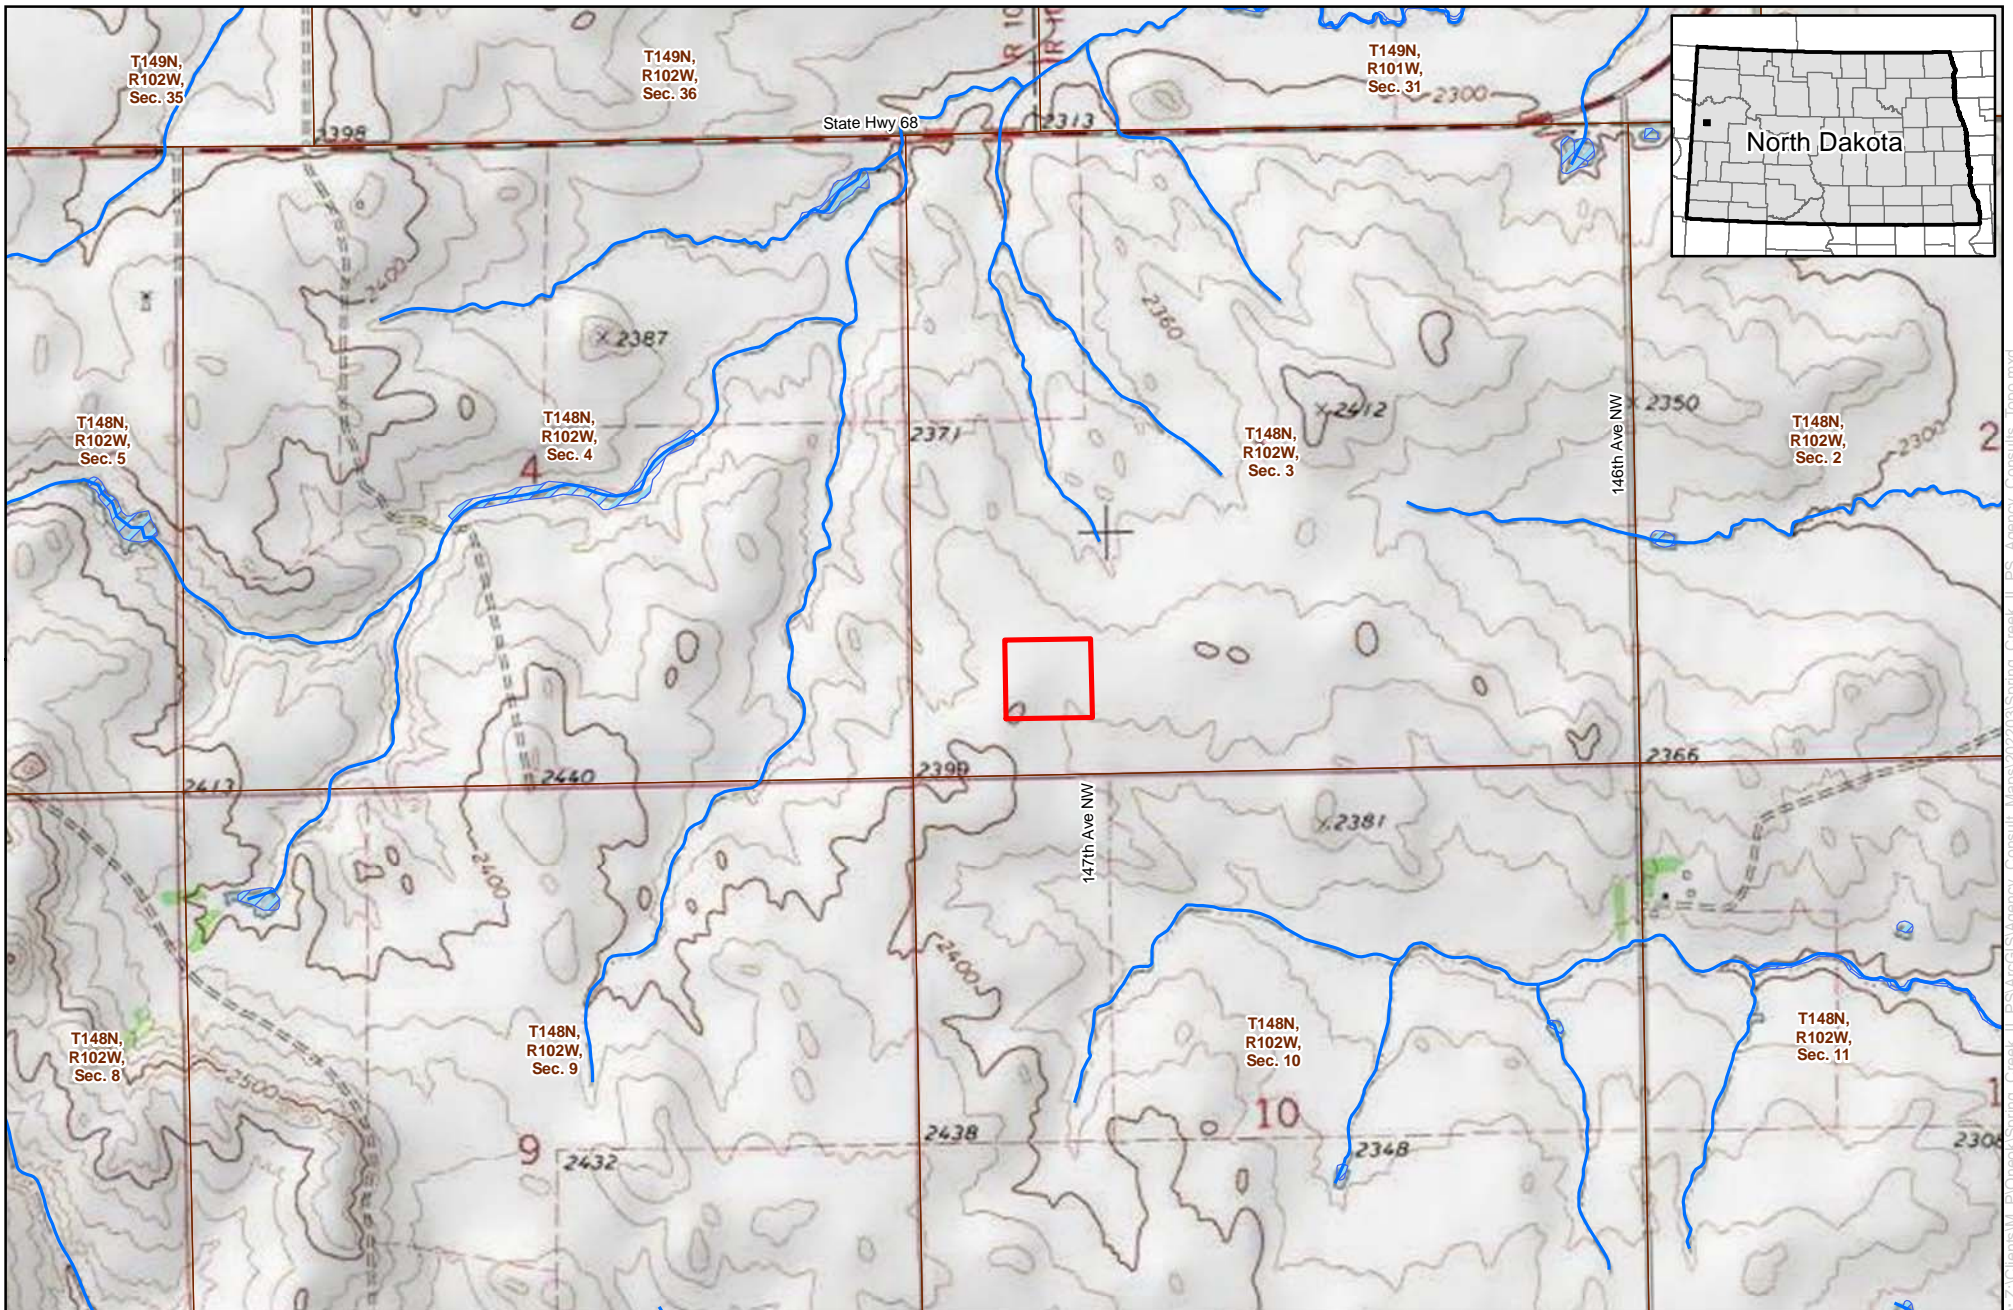 T149N,
R102W,
Sec. 35
T149N,
R102W,
Sec. 36
T149N,
R101W,
Sec. 31
North Dakota
2300
State Hwy 68
2313
2398
2400
2360
2387
2412
2350
146th Ave NW
T148N,
R102W,
Sec. 5
T148N,
R102W,
Sec. 4
4
2371
T148N,
R102W,
Sec. 3
T148N,
R102W,
Sec. 2
2300
2
2413
2440
2399
2366
147th Ave NW
2381
2400
2400
T148N,
R102W,
Sec. 8
2500
T148N,
R102W,
Sec. 9
T148N,
R102W,
Sec. 10
T148N,
R102W,
Sec. 11
10
1
9
2432
2438
2348
2308